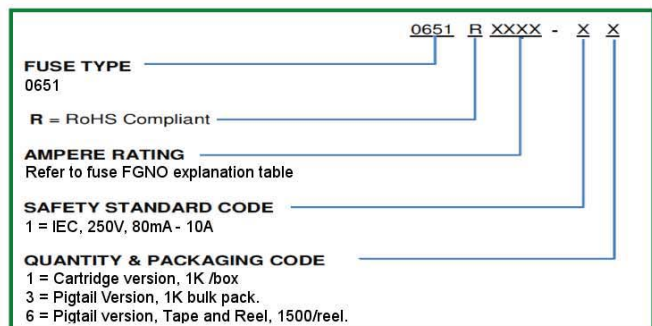 0651 R XXXX - X X
FUSE TYPE
0651
R = RoHS Compliant
AMPERE RATING
Refer to fuse FGNO explanation table
SAFETY STANDARD CODE
1 = IEC, 250V, 80mA - 10A
QUANTITY & PACKAGING CODE
1 = Cartridge version, 1K /box
3 = Pigtail Version, 1K bulk pack.
6 = Pigtail version, Tape and Reel, 1500/reel.